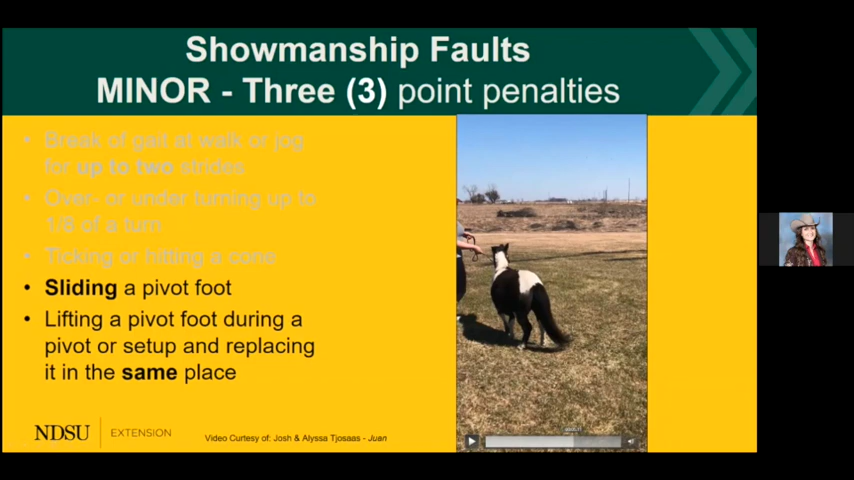 Showmanship Faults
MINOR - Three (3) point penalties
• Break of gait at walk or jog
for up to two strides
• Over- or under turning up to
1/8 of a turn
• Ticking or hitting a cone
• Sliding a pivot foot
• Lifting a pivot foot during a
pivot or setup and replacing
it in the same place
NDSU EXTENSION
Video Curtesy of: Josh & Alyssa Tjosaas - Juan